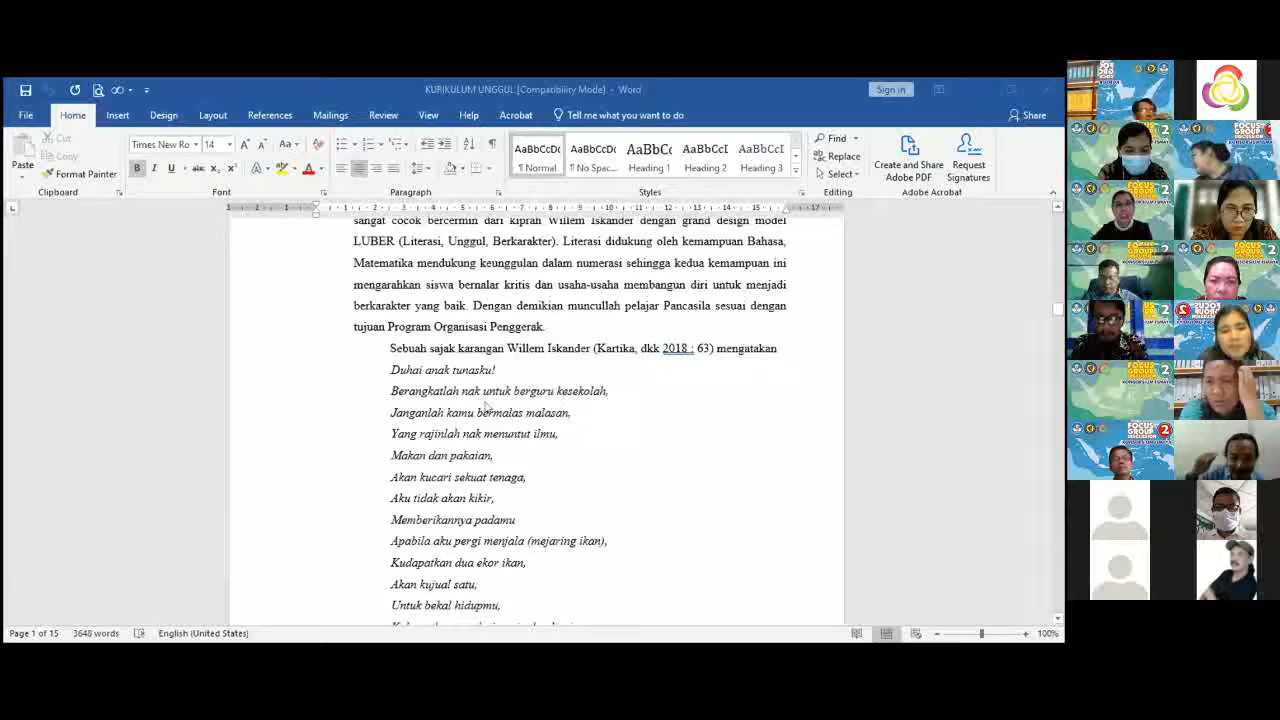 KURIKULUM UNGGUL [Compatibility Mode] - Word
Sign in
File Home Insert Design Layout References Mailings Review View Help Acrobat Tell me what you want to do Share
Paste
Cut
Copy
Format Painter
Clipboard
Times New Ro 14
Font
Paragraph
AaBbCcDc AaBbCcDc AaBbCc AaBbCcI AaBbCcI
¶ Normal ¶ No Spac... Heading 1 Heading 2 Heading 3
Styles
Find
Replace
Select
Editing
Create and Share Adobe PDF
Request Signatures
Adobe Acrobat
sangat cocok bercermin dari kiprah Willem Iskander dengan grand design model
LUBER (Literasi, Unggul, Berkarakter). Literasi didukung oleh kemampuan Bahasa,
Matematika mendukung keunggulan dalam numerasi sehingga kedua kemampuan ini
mengarahkan siswa bernalar kritis dan usaha-usaha membangun diri untuk menjadi
berkarakter yang baik. Dengan demikian muncullah pelajar Pancasila sesuai dengan
tujuan Program Organisasi Penggerak.
Sebuah sajak karangan Willem Iskander (Kartika, dkk 2018 : 63) mengatakan
Duhai anak tunasku!
Berangkatlah nak untuk berguru kesekolah,
Janganlah kamu bermalas malasan,
Yang rajinlah nak menuntut ilmu,
Makan dan pakaian,
Akan kucari sekuat tenaga,
Aku tidak akan kikir,
Memberikannya padamu
Apabila aku pergi menjala (mejaring ikan),
Kudapatkan dua ekor ikan,
Akan kujual satu,
Untuk bekal hidupmu,
Page 1 of 15 3648 words English (United States) 100%
FOCUS GROUP DISCUSSION 2